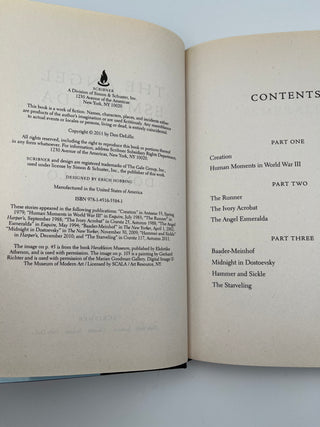 SCRIBNER
A Division of Simon & Schuster, Inc.
1230 Avenue of the Americas
New York, NY 10020
This book is a work of fiction. Names, characters, places, and incidents either
are products of the author's imagination or are used fictitiously. Any resemblance
to actual events or locales or persons, living or dead, is entirely coincidental.
Copyright © 2011 by Don DeLillo
All rights reserved, including the right to reproduce this book or portions thereof
in any form whatsoever. For information, address Scribner Subsidiary Rights Department,
1230 Avenue of the Americas, New York, NY 10020.
SCRIBNER and design are registered trademarks of The Gale Group, Inc.,
used under license by Simon & Schuster, Inc., the publisher of this work.
DESIGNED BY ERICH HOBBING
Manufactured in the United States of America
ISBN 978-1-4516-5584-1
These stories appeared in the following publications: "Creation" in Antaeus 33, Spring
1979; "Human Moments in World War III" in Esquire, July 1983; "The Runner" in
Harper's, September 1988; "The Ivory Acrobat" in Granta 25, Autumn 1988; "The Angel
Esmeralda" in Esquire, May 1994; "Baader-Meinhof" in The New Yorker, April 1, 2002;
"Midnight in Dostoevsky" in The New Yorker, November 30, 2009; "Hammer and Sickle"
in Harper's, December 2010; and "The Starveling" in Granta 117, Autumn 2011.
The image on p. 45 is from the book Herculaneum Museum, published by Ekdotike
Athenon, and is used with permission. The image on p. 103 is a painting by Gerhard
Richter and is used with permission of the Marian Goodman Gallery, Digital Image ©
The Museum of Modern Art / Licensed by SCALA / Art Resource, NY.
CONTENTS
PART ONE
Creation
Human Moments in World War III
PART TWO
The Runner
The Ivory Acrobat
The Angel Esmeralda
PART THREE
Baader-Meinhof
Midnight in Dostoevsky
Hammer and Sickle
The Starveling